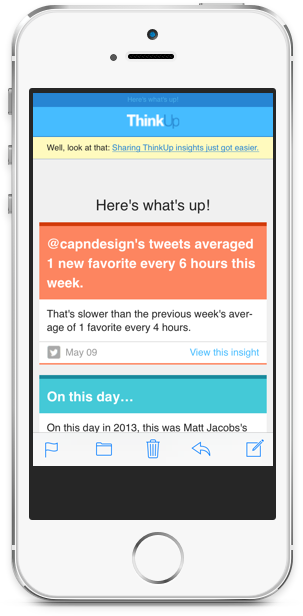 Here's what's up!
ThinkUp
Well, look at that: Sharing ThinkUp insights just got easier.
Here's what's up!
@capndesign's tweets averaged
1 new favorite every 6 hours this
week.
That's slower than the previous week's aver-
age of 1 favorite every 4 hours.
May 09
View this insight
On this day...
On this day in 2013, this was Matt Jacobs's